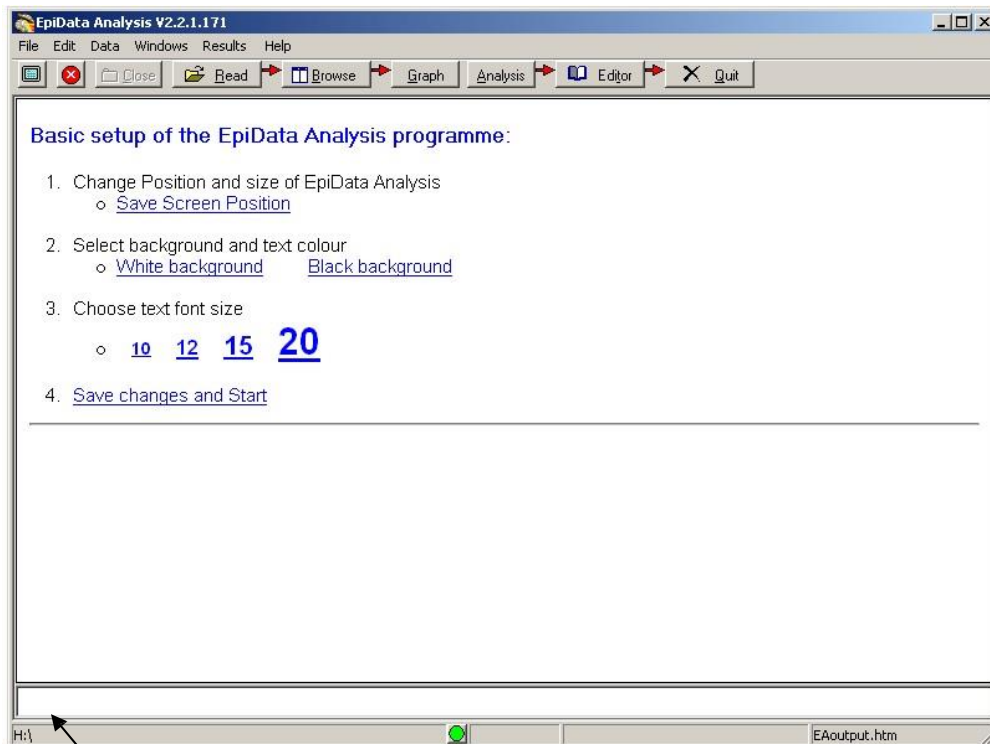 EpiData Analysis V2.2.1.171
File Edit Data Windows Results Help
Close Read Browse Graph Analysis Editor Quit
Basic setup of the EpiData Analysis programme:
1. Change Position and size of EpiData Analysis
o Save Screen Position
2. Select background and text colour
o White background Black background
3. Choose text font size
o 10 12 15 20
4. Save changes and Start
H:\ EAoutput.htm